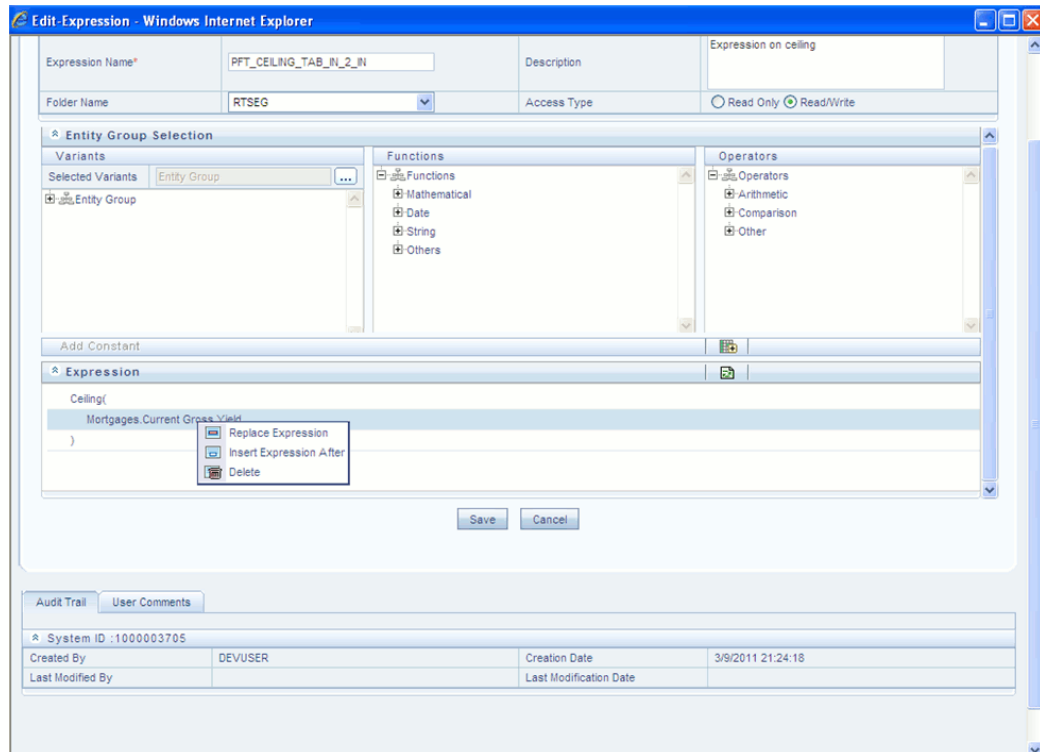 Edit-Expression - Windows Internet Explorer
Expression Name* PFT_CEILING_TAB_IN_2_IN Description Expression on ceiling
Folder Name RTSEG Access Type Read Only Read/Write
Entity Group Selection
Variants Functions Operators
Selected Variants Entity Group ... Functions Operators
Entity Group Mathematical Arithmetic
Date Comparison
String Other
Others
Add Constant
Expression
Ceiling(
Mortgages.Current Gross Yield
)
Replace Expression
Insert Expression After
Delete
Save Cancel
Audit Trail User Comments
System ID :1000003705
Created By DEVUSER Creation Date 3/9/2011 21:24:18
Last Modified By Last Modification Date